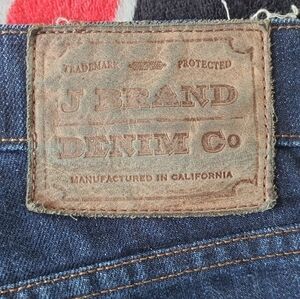 TRADEMARK PROTECTED
J BRAND
DENIM Co
MANUFACTURED IN CALIFORNIA